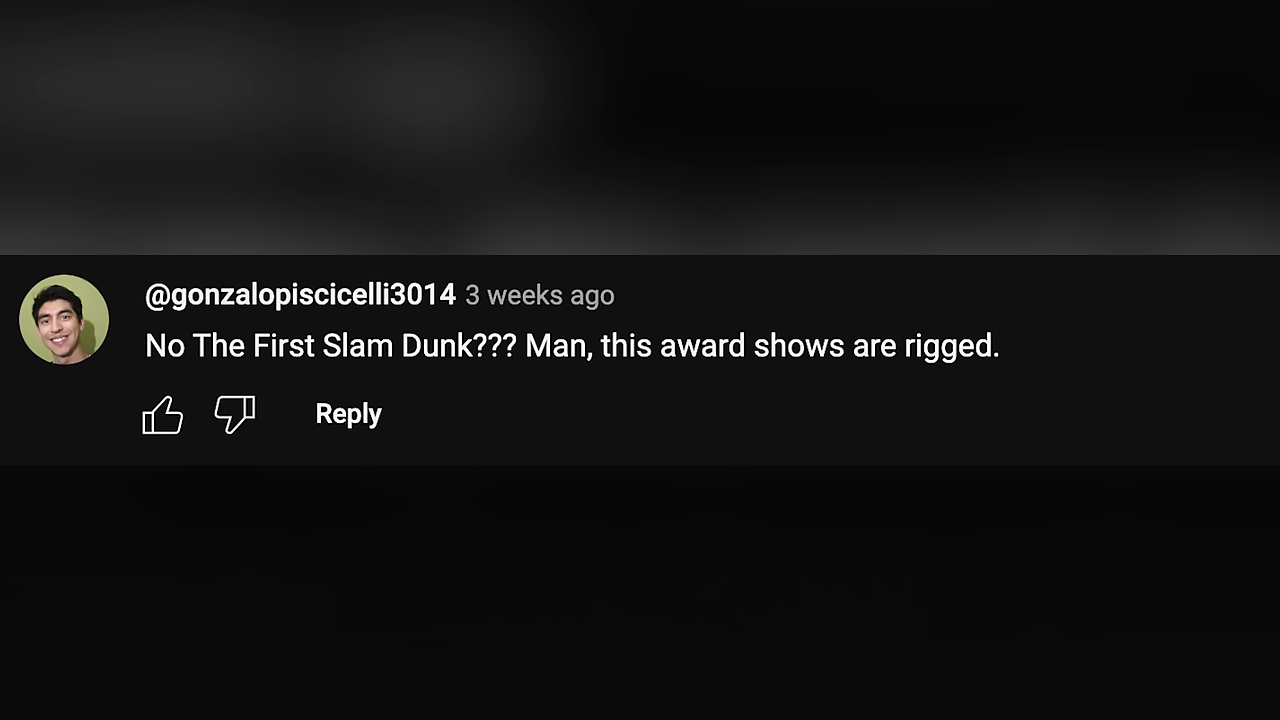 @gonzalopiscicelli3014 3 weeks ago
No The First Slam Dunk??? Man, this award shows are rigged.
Reply